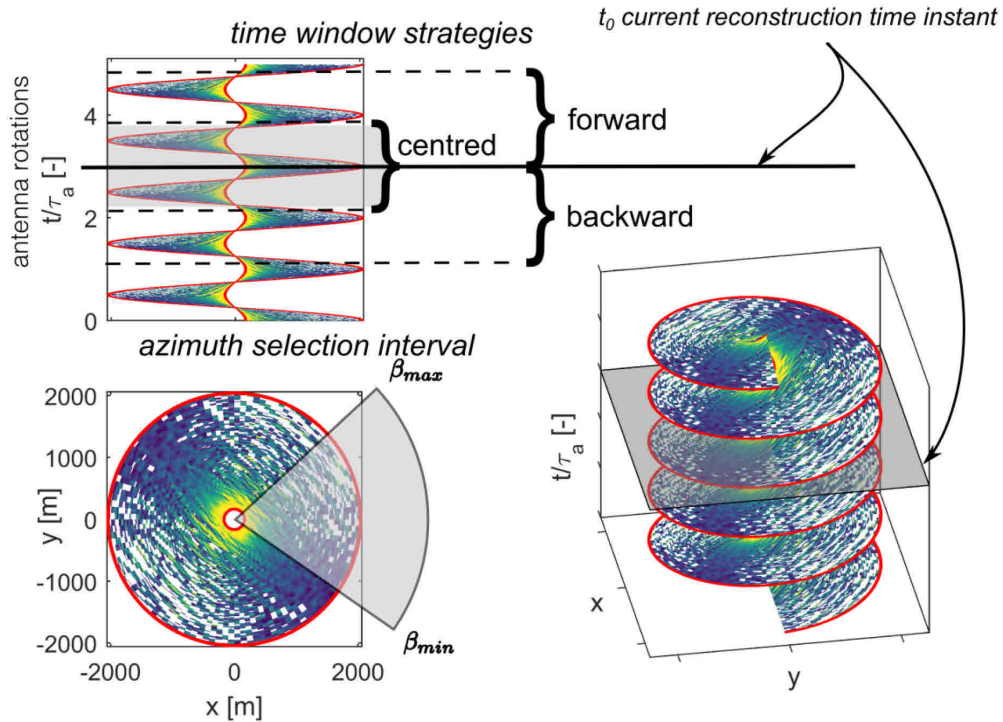 t₀ current reconstruction time instant
time window strategies
antenna rotations
t/τₐ [-]
4
2
0
forward
centred
backward
azimuth selection interval
βmax
βmin
y [m]
2000
1000
0
-1000
-2000
-2000
0
2000
x [m]
t/τₐ [-]
x
y